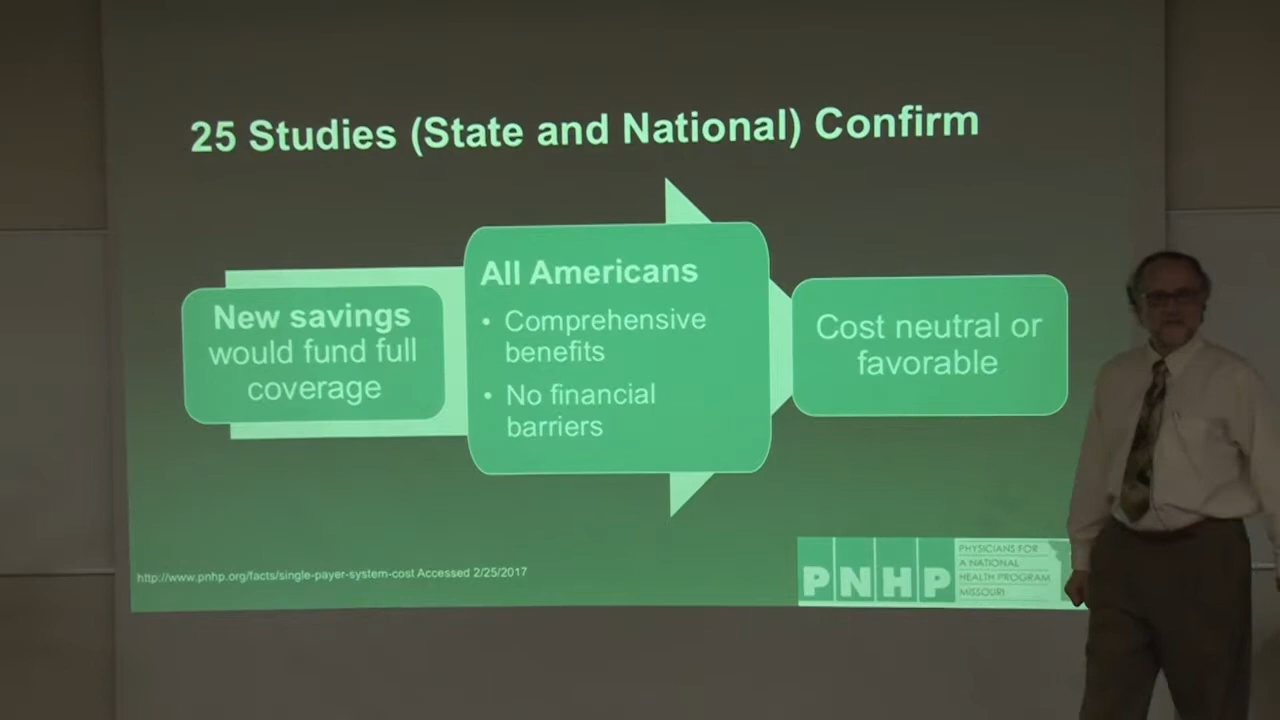 25 Studies (State and National) Confirm
New savings
would fund full
coverage
All Americans
• Comprehensive
benefits
• No financial
barriers
Cost neutral or
favorable
http://www.pnhp.org/facts/single-payer-system-cost Accessed 2/25/2017
PNHP
PHYSICIANS FOR
A NATIONAL
HEALTH PROGRAM
MISSOURI